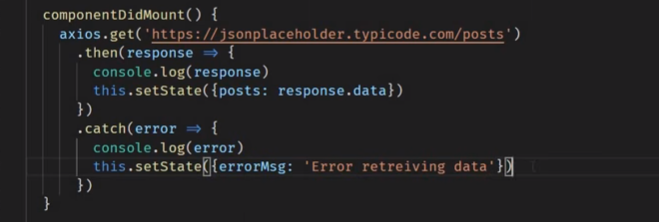 componentDidMount() {
axios.get('https://jsonplaceholder.typicode.com/posts')
.then(response => {
console.log(response)
this.setState({posts: response.data})
})
.catch(error => {
console.log(error)
this.setState({errorMsg: 'Error retreiving data'})
})
}